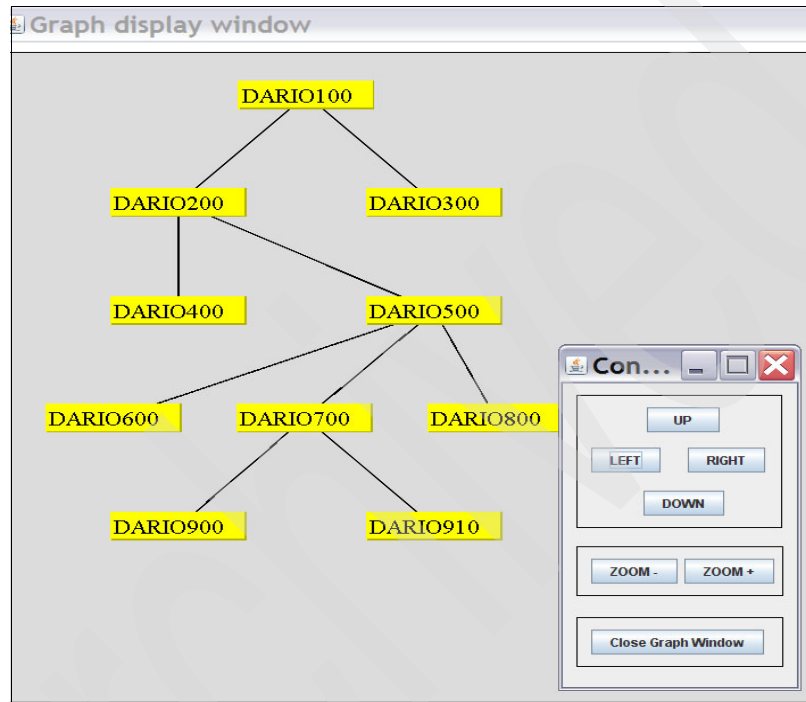 Graph display window
DARIO100
DARIO200 DARIO300
DARIO400 DARIO500
DARIO600 DARIO700 DARIO800
DARIO900 DARIO910
Con...
UP
LEFT RIGHT
DOWN
ZOOM - ZOOM +
Close Graph Window